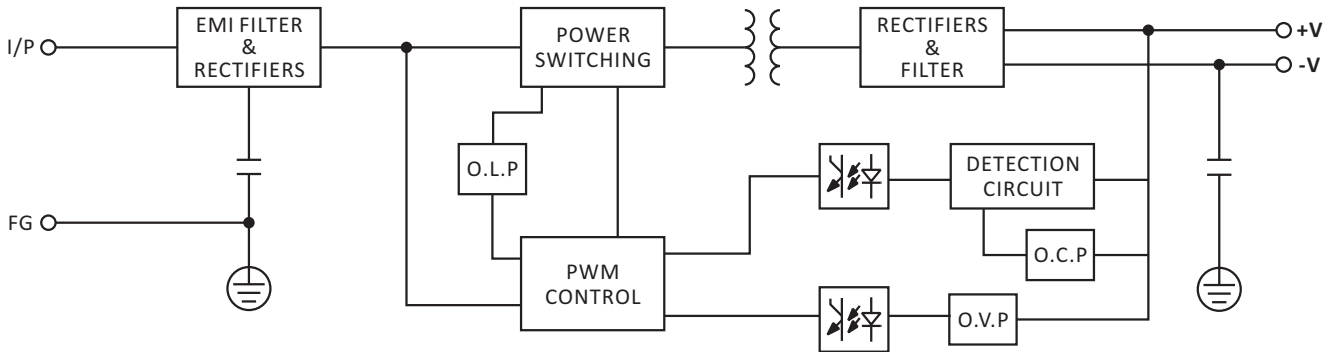 I/P
EMI FILTER
&
RECTIFIERS
POWER
SWITCHING
RECTIFIERS
&
FILTER
+V
-V
O.L.P
DETECTION
CIRCUIT
FG
PWM
CONTROL
O.C.P
O.V.P